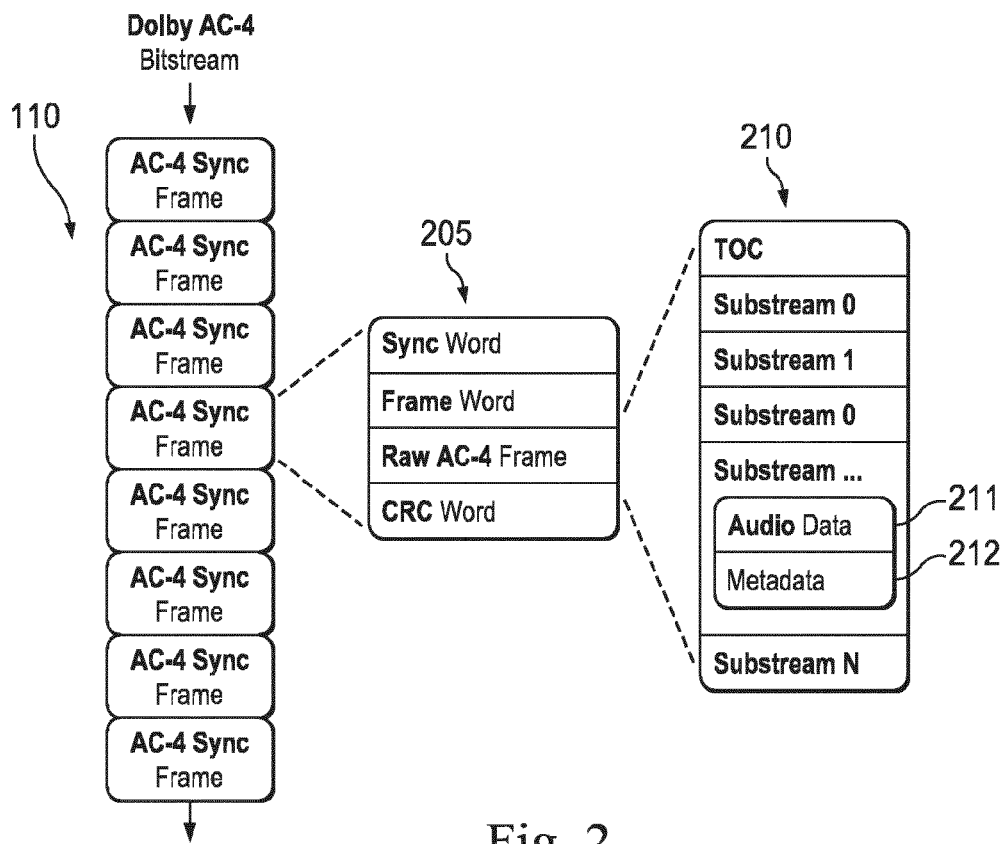 Dolby AC-4
Bitstream
110
AC-4 Sync
Frame
AC-4 Sync
Frame
AC-4 Sync
Frame
AC-4 Sync
Frame
AC-4 Sync
Frame
AC-4 Sync
Frame
AC-4 Sync
Frame
AC-4 Sync
Frame
205
Sync Word
Frame Word
Raw AC-4 Frame
CRC Word
210
TOC
Substream 0
Substream 1
Substream 0
Substream ...
Audio Data
211
Metadata
212
Substream N
Fig. 2